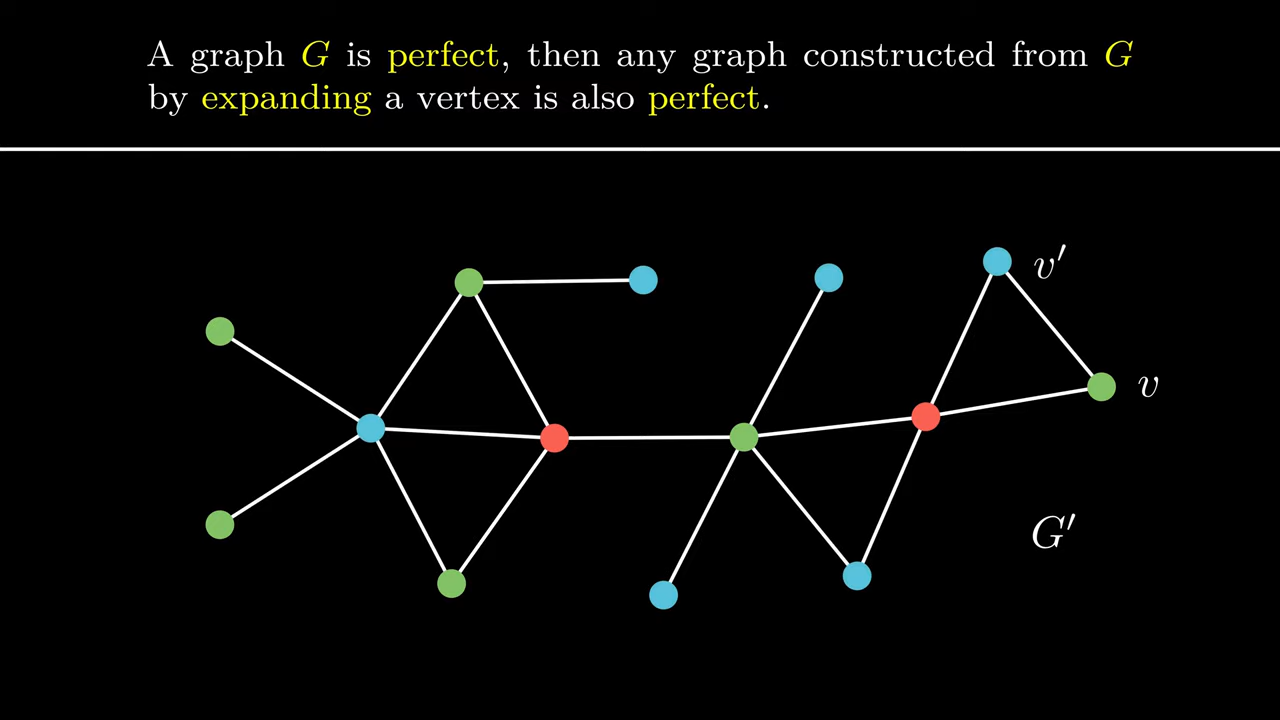 A graph G is perfect, then any graph constructed from G
by expanding a vertex is also perfect.
v′
v
G′